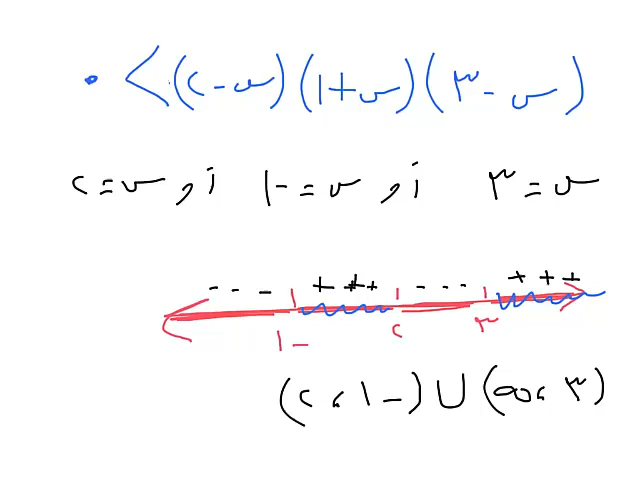 (س - ٣)(س + ١)(س - ٢) > ٠
س = ٣ أو س = -١ أو س = ٢
- - - + + + - - - + + +
-١ ٢ ٣
(٣ ، ∞) ∪ (-١ ، ٢)